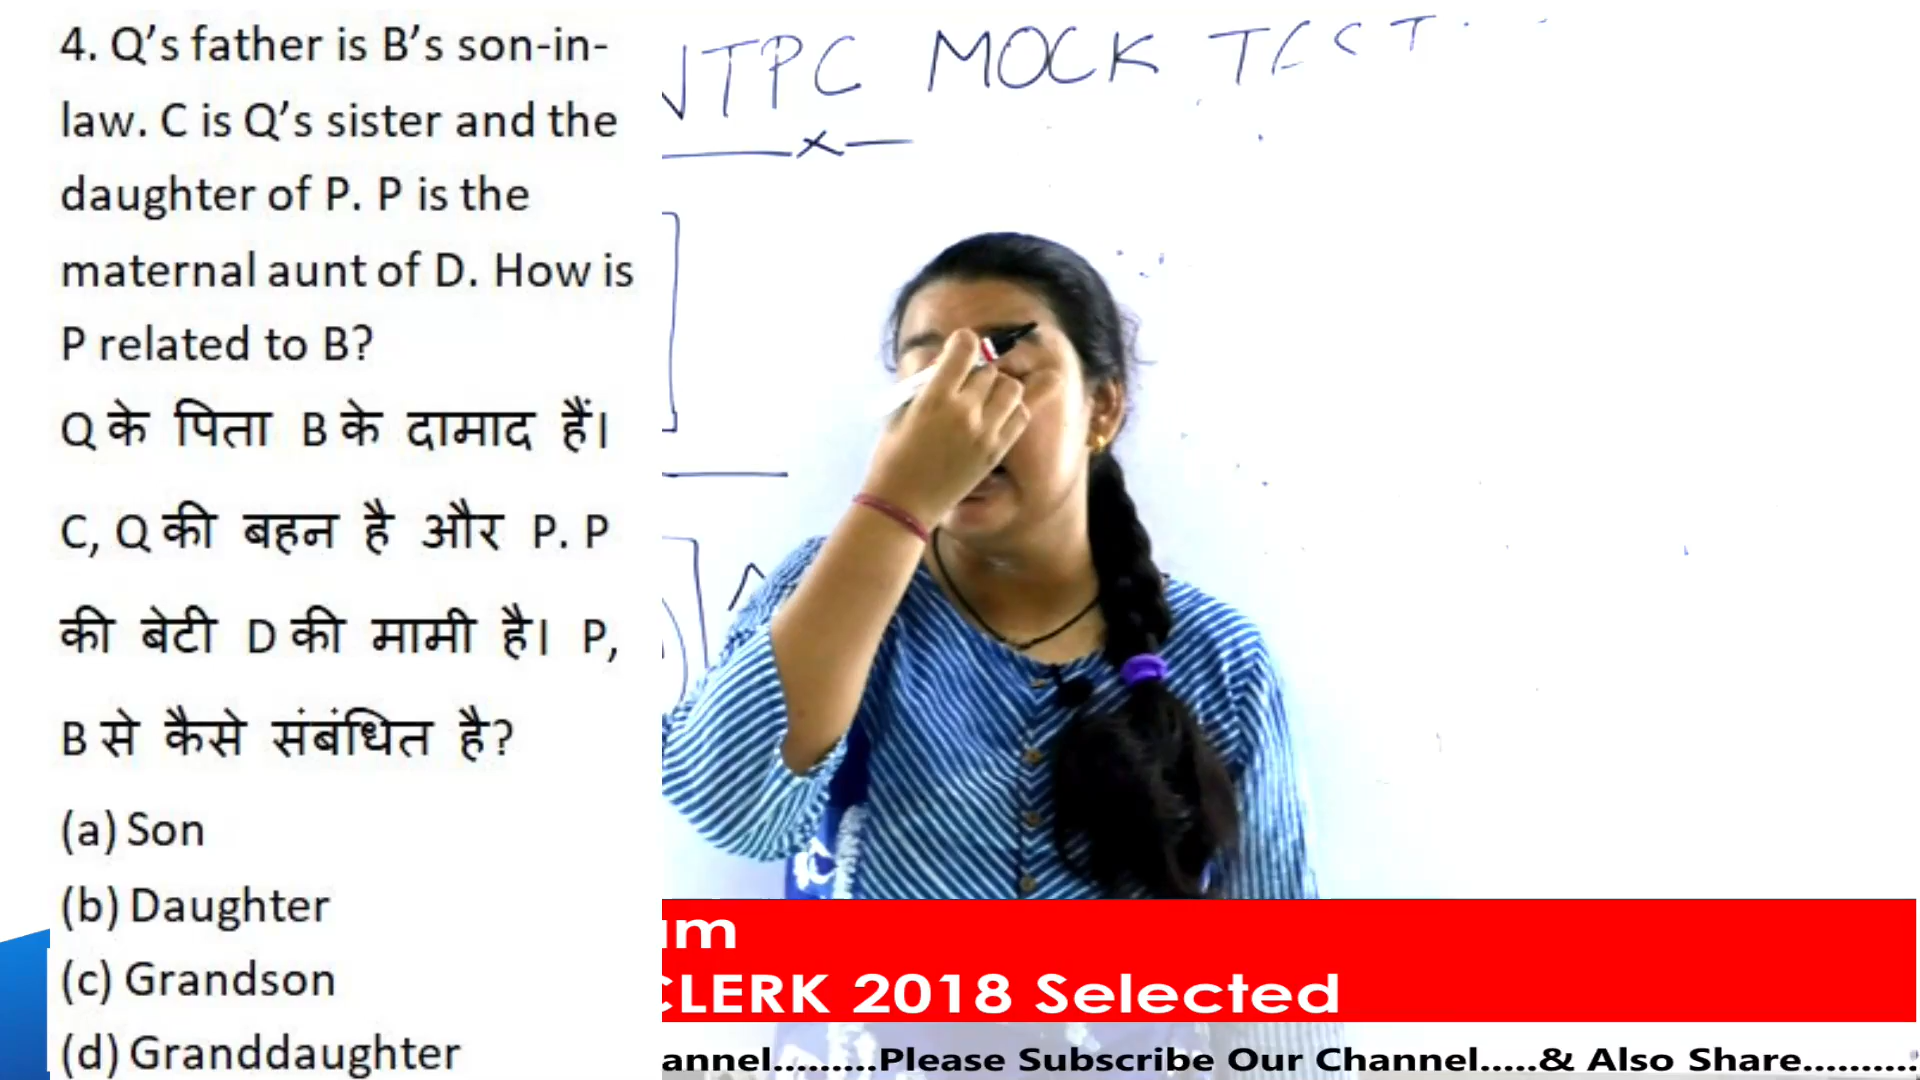 4. Q’s father is B’s son-in-
law. C is Q’s sister and the
daughter of P. P is the
maternal aunt of D. How is
P related to B?
Q के पिता B के दामाद हैं।
C, Q की बहन है और P. P
की बेटी D की मामी है। P,
B से कैसे संबंधित है?
(a) Son
(b) Daughter
(c) Grandson
(d) Granddaughter
NTPC MOCK TEST
CLERK 2018 Selected
annel.........Please Subscribe Our Channel.....& Also Share..........